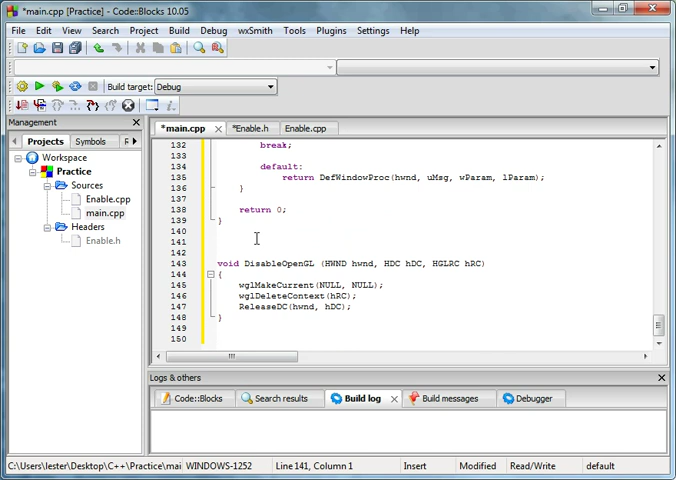 *main.cpp [Practice] - Code::Blocks 10.05
File Edit View Search Project Build Debug wxSmith Tools Plugins Settings Help
Build target: Debug
Management
Projects Symbols F
*main.cpp *Enable.h Enable.cpp
Workspace
Practice
Sources
Enable.cpp
main.cpp
Headers
Enable.h
132 break;
133
134 default:
135 return DefWindowProc(hwnd, uMsg, wParam, lParam);
136 }
137
138 return 0;
139 }
140
141
142
143 void DisableOpenGL (HWND hwnd, HDC hDC, HGLRC hRC)
144 {
145 wglMakeCurrent(NULL, NULL);
146 wglDeleteContext(hRC);
147 ReleaseDC(hwnd, hDC);
148 }
149
150
Logs & others
Code::Blocks Search results Build log Build messages Debugger
C:\Users\lester\Desktop\C++\Practice\mai WINDOWS-1252 Line 141, Column 1 Insert Modified Read/Write default